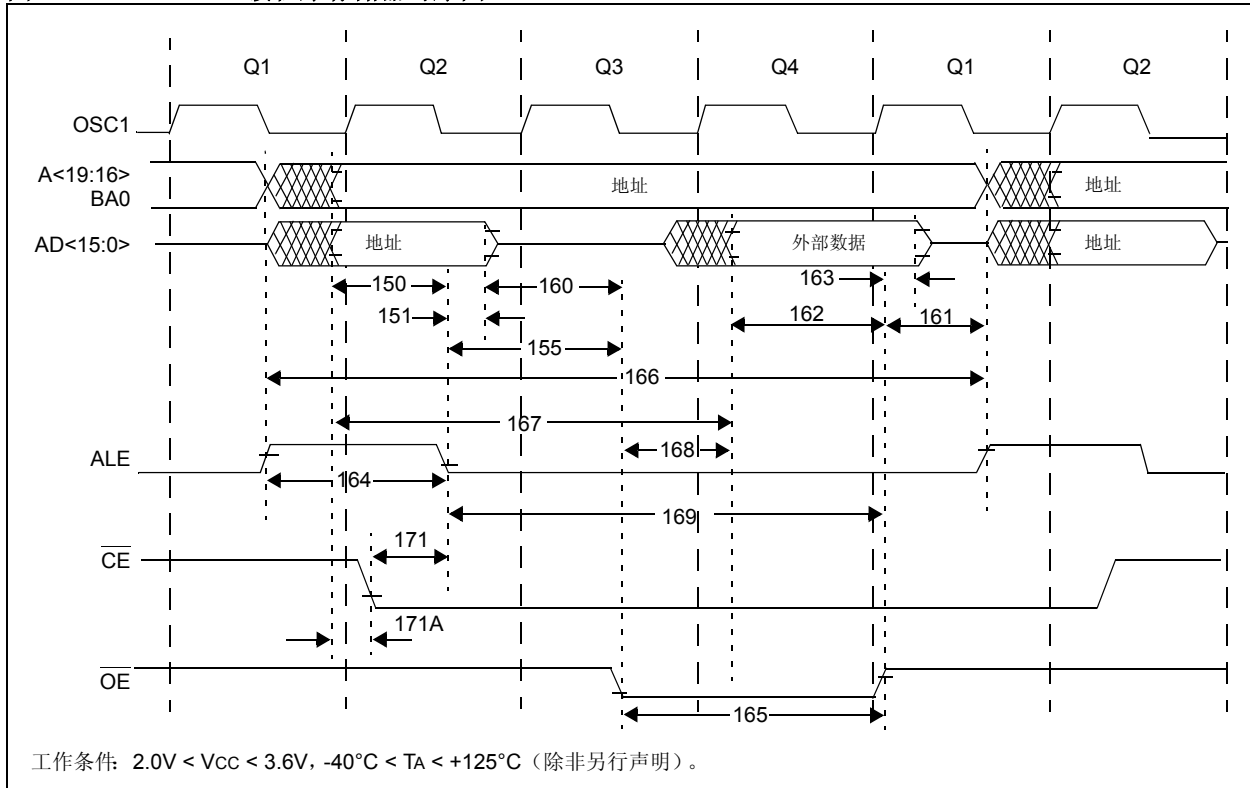 Q1 Q2 Q3 Q4 Q1 Q2
OSC1
A<19:16>
BA0
地址 地址
AD<15:0>
地址 外部数据 地址
150 160 163
151 162 161
155
166
167
168
ALE
164
169
171
CE
171A
OE
165
工作条件: 2.0V < VCC < 3.6V, -40°C < TA < +125°C（除非另行声明）。